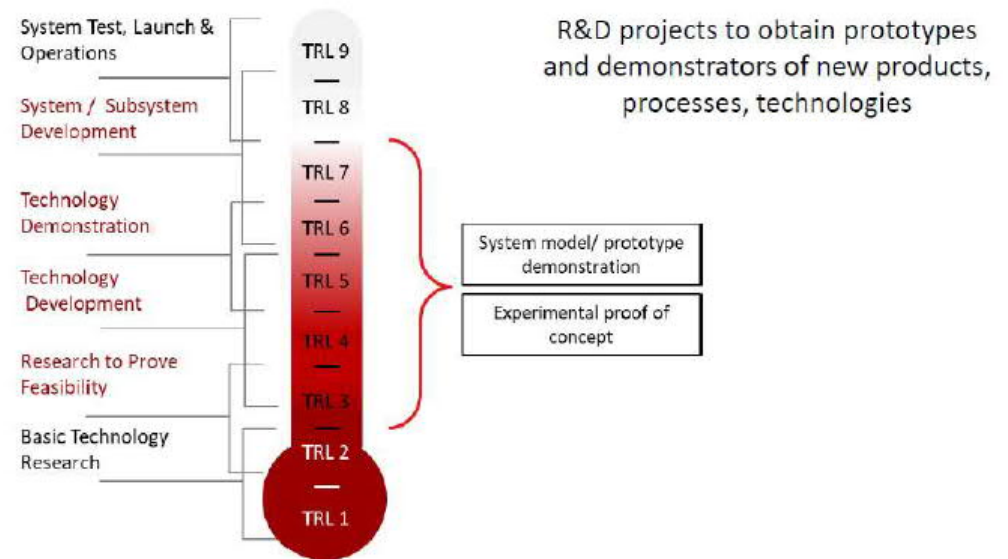 System Test, Launch &
Operations
System / Subsystem
Development
Technology
Demonstration
Technology
Development
Research to Prove
Feasibility
Basic Technology
Research
TRL 9
TRL 8
TRL 7
TRL 6
TRL 5
TRL 4
TRL 3
TRL 2
TRL 1
R&D projects to obtain prototypes
and demonstrators of new products,
processes, technologies
System model/ prototype
demonstration
Experimental proof of
concept